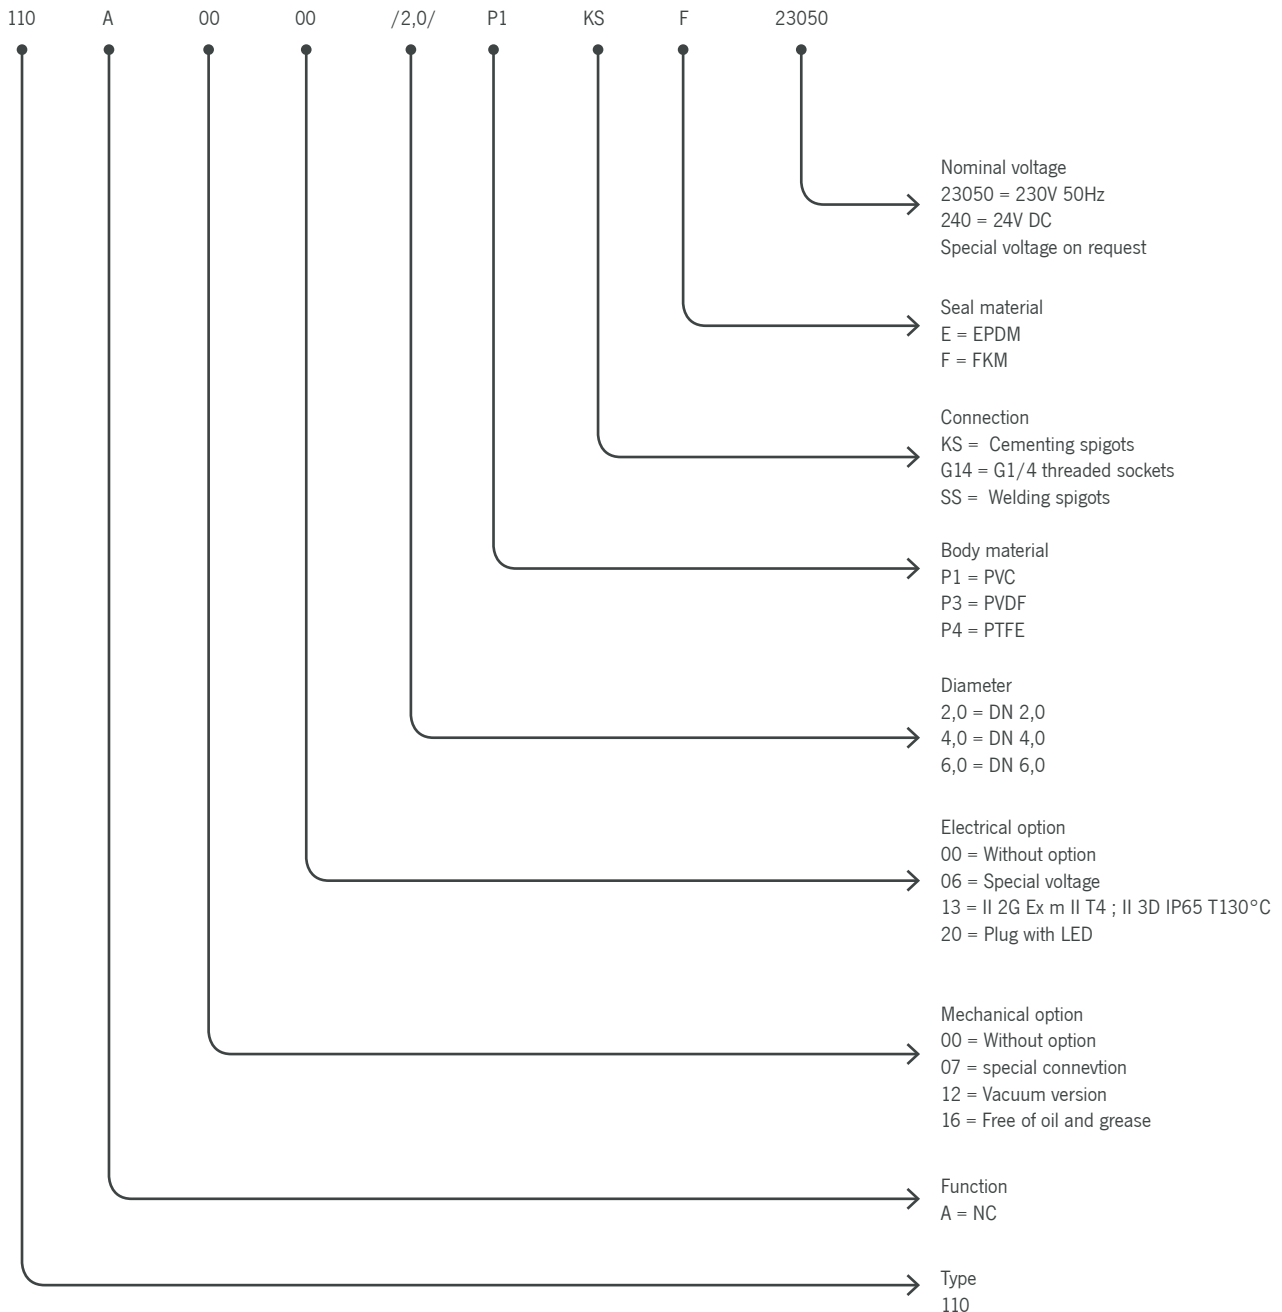 110 A 00 00 /2,0/ P1 KS F 23050
Nominal voltage
23050 = 230V 50Hz
240 = 24V DC
Special voltage on request
Seal material
E = EPDM
F = FKM
Connection
KS = Cementing spigots
G14 = G1/4 threaded sockets
SS = Welding spigots
Body material
P1 = PVC
P3 = PVDF
P4 = PTFE
Diameter
2,0 = DN 2,0
4,0 = DN 4,0
6,0 = DN 6,0
Electrical option
00 = Without option
06 = Special voltage
13 = II 2G Ex m II T4 ; II 3D IP65 T130°C
20 = Plug with LED
Mechanical option
00 = Without option
07 = special connevtion
12 = Vacuum version
16 = Free of oil and grease
Function
A = NC
Type
110